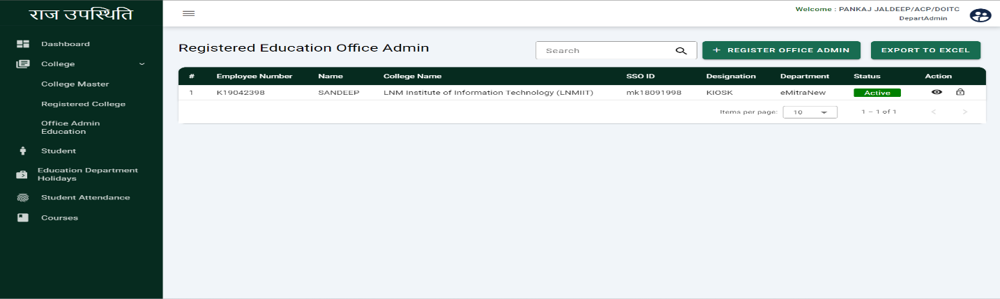 राज उपस्थिति
Welcome : PANKAJ JALDEEP/ACP/DOITC
DepartAdmin
Dashboard
College
College Master
Registered College
Office Admin
Education
Student
Education Department
Holidays
Student Attendance
Courses
Registered Education Office Admin
Search
+ REGISTER OFFICE ADMIN
EXPORT TO EXCEL
# Employee Number Name College Name SSO ID Designation Department Status Action
1 K19042398 SANDEEP LNM Institute of Information Technology (LNMIIT) mk18091998 KIOSK eMitraNew Active
Items per page: 10 1 – 1 of 1